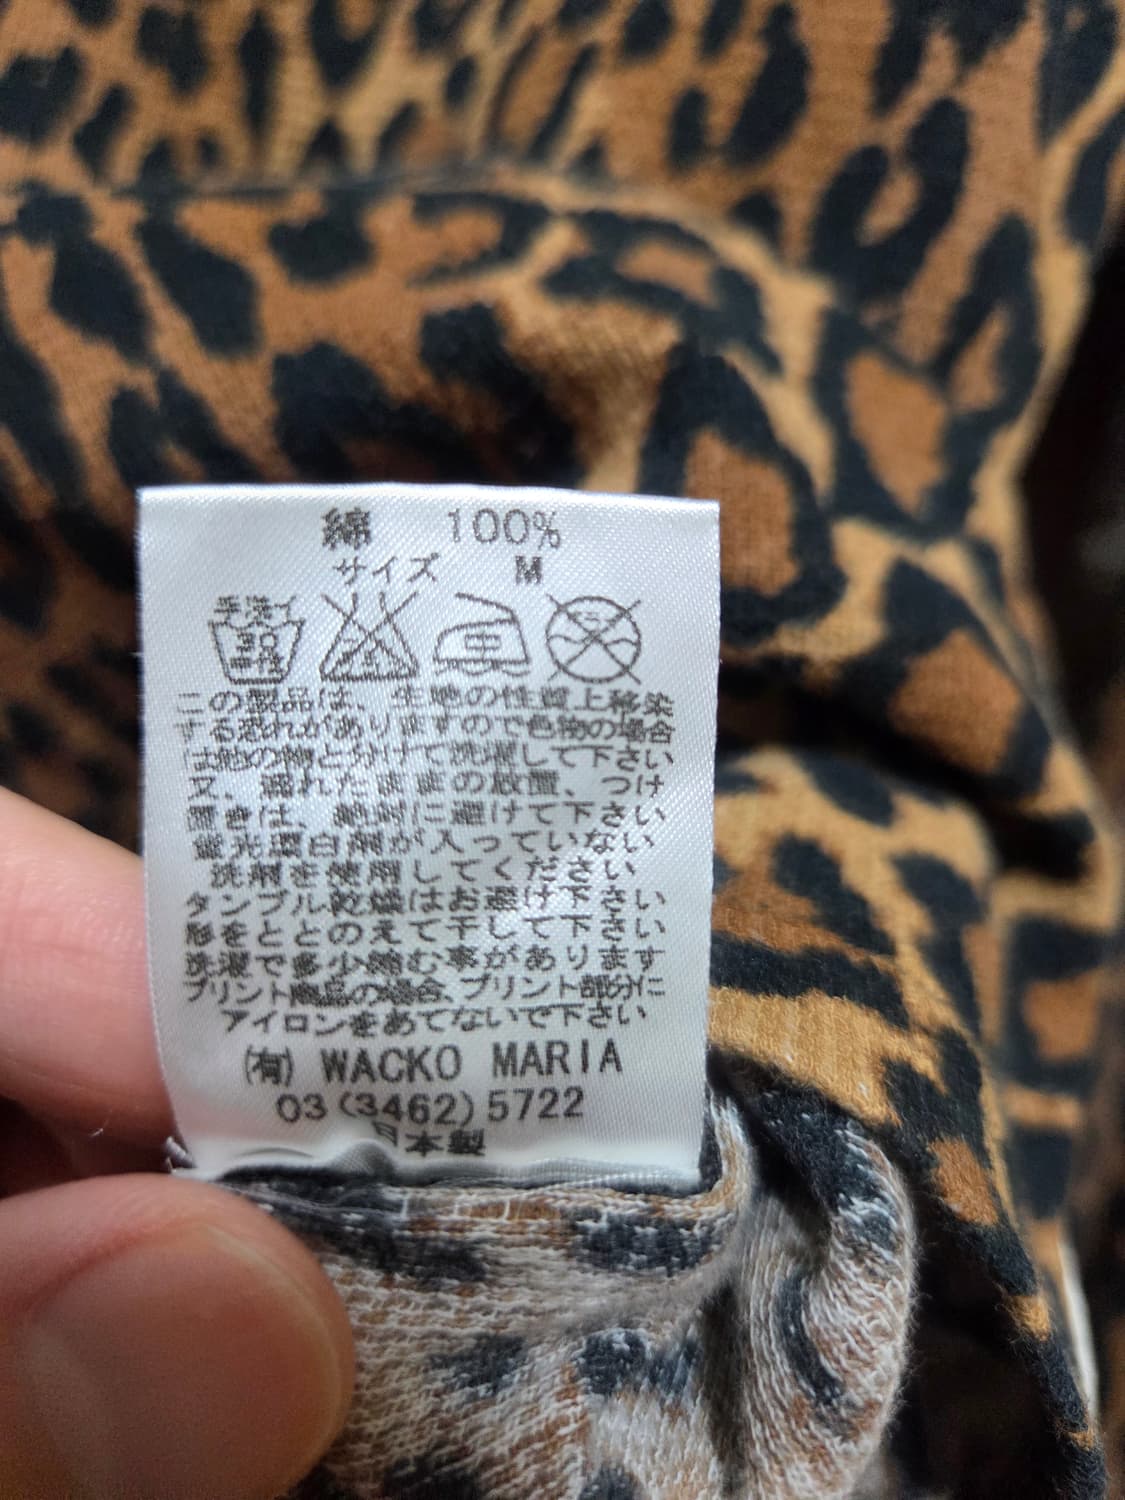 綿 100%
サイズ M
手洗イ
30
この製品は、生地の性質上移染
する恐れがありますので色物の場合
は他の物と分けて洗濯して下さい
又、濡れたままの放置、つけ
置きは、絶対に避けて下さい
蛍光増白剤が入っていない
洗剤を使用してください
タンブル乾燥はお避け下さい
形をととのえて干して下さい
洗濯で多少縮む事があります
プリント商品の場合、プリント部分に
アイロンをあてないで下さい
(有) WACKO MARIA
03(3462)5722
日本製